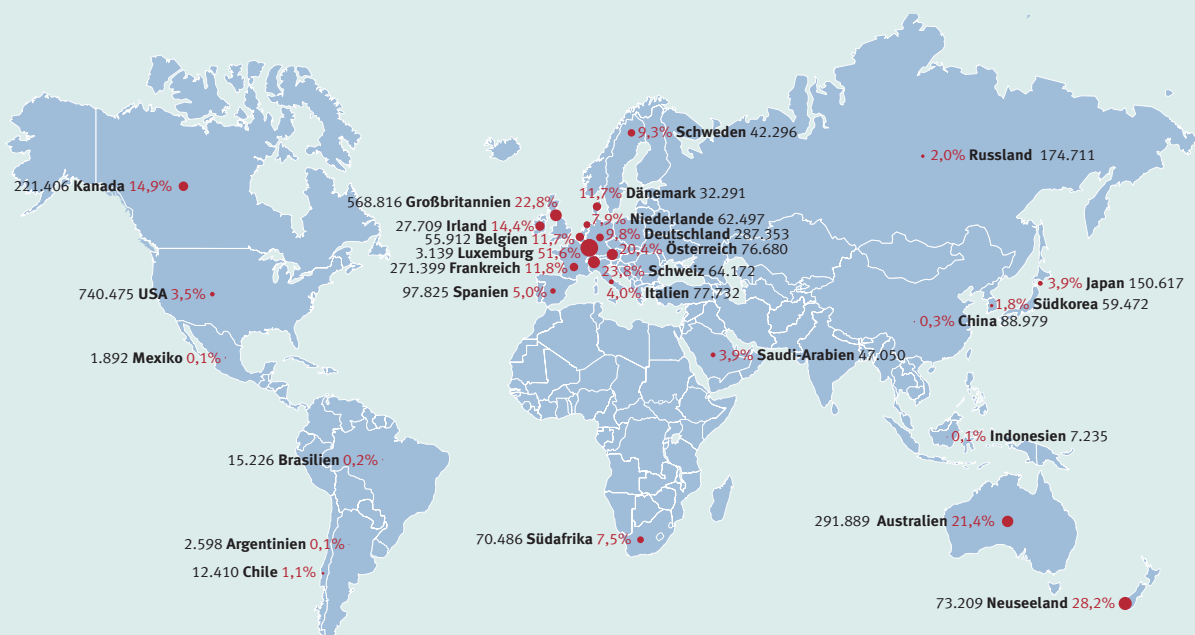 9,3% Schweden 42.296
2,0% Russland 174.711
221.406 Kanada 14,9%
11,7% Dänemark 32.291
568.816 Großbritannien 22,8%
7,9% Niederlande 62.497
27.709 Irland 14,4%
9,8% Deutschland 287.353
55.912 Belgien 11,7%
20,4% Österreich 76.680
3.139 Luxemburg 51,6%
271.399 Frankreich 11,8%
23,8% Schweiz 64.172
97.825 Spanien 5,0%
4,0% Italien 77.732
740.475 USA 3,5%
3,9% Japan 150.617
1,8% Südkorea 59.472
0,3% China 88.979
1.892 Mexiko 0,1%
3,9% Saudi-Arabien 47.050
0,1% Indonesien 7.235
15.226 Brasilien 0,2%
291.889 Australien 21,4%
70.486 Südafrika 7,5%
2.598 Argentinien 0,1%
12.410 Chile 1,1%
73.209 Neuseeland 28,2%